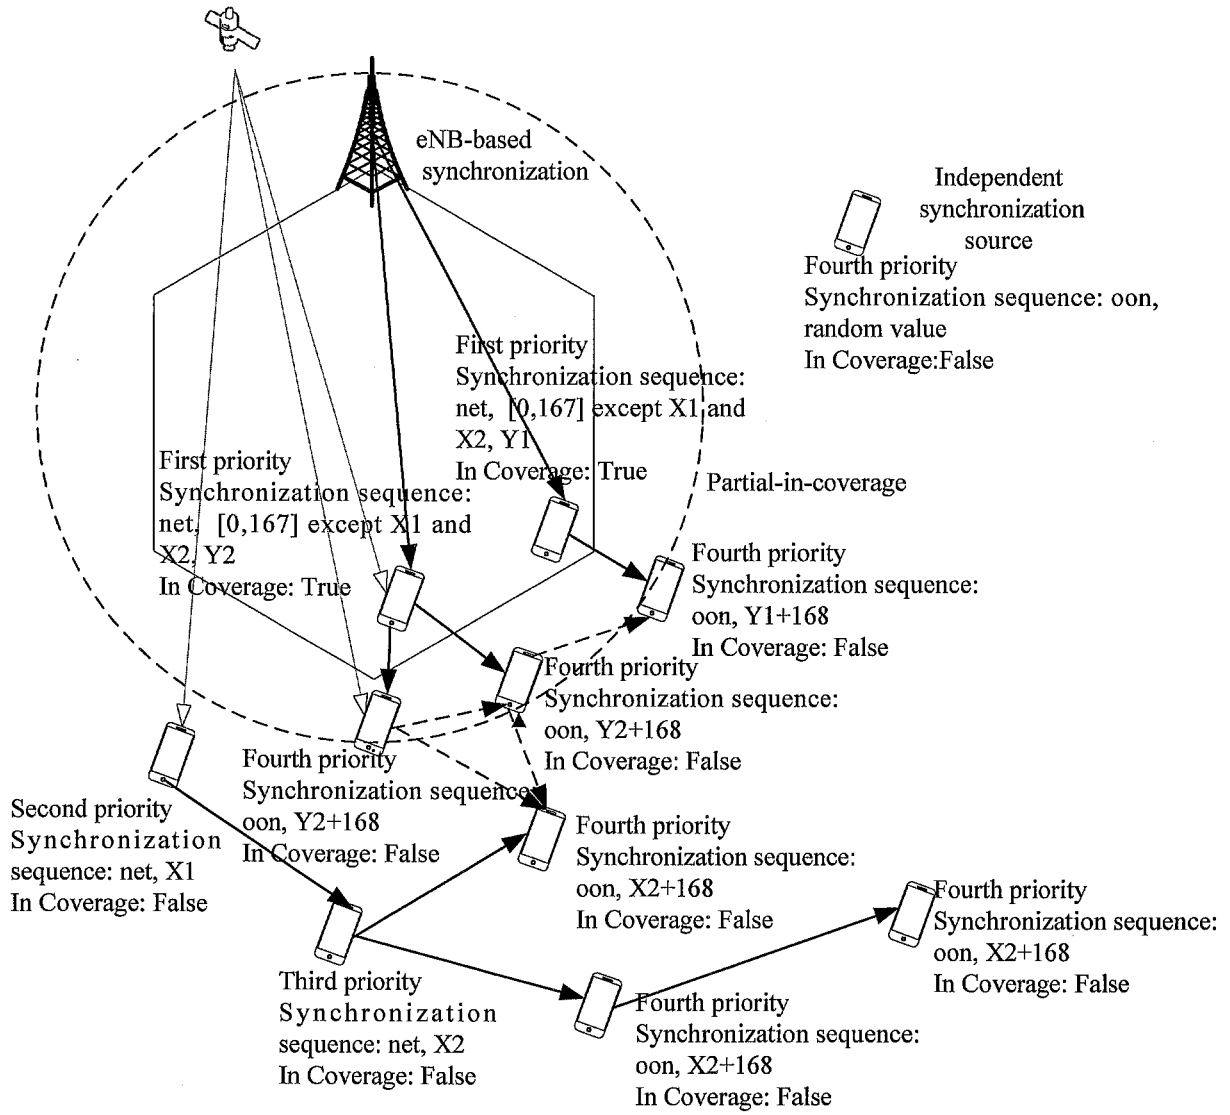 eNB-based
synchronization
Independent
synchronization
source
Fourth priority
Synchronization sequence: oon,
random value
In Coverage:False
First priority
Synchronization sequence:
net, [0,167] except X1 and
X2, Y1
In Coverage: True
First priority
Synchronization sequence:
net, [0,167] except X1 and
X2, Y2
In Coverage: True
Partial-in-coverage
Fourth priority
Synchronization sequence:
oon, Y1+168
In Coverage: False
Fourth priority
Synchronization sequence:
oon, Y2+168
In Coverage: False
Fourth priority
Synchronization sequence:
oon, Y2+168
In Coverage: False
Second priority
Synchronization
sequence: net, X1
In Coverage: False
Fourth priority
Synchronization sequence:
oon, X2+168
In Coverage: False
Fourth priority
Synchronization sequence:
oon, X2+168
In Coverage: False
Third priority
Synchronization
sequence: net, X2
In Coverage: False
Fourth priority
Synchronization sequence:
oon, X2+168
In Coverage: False